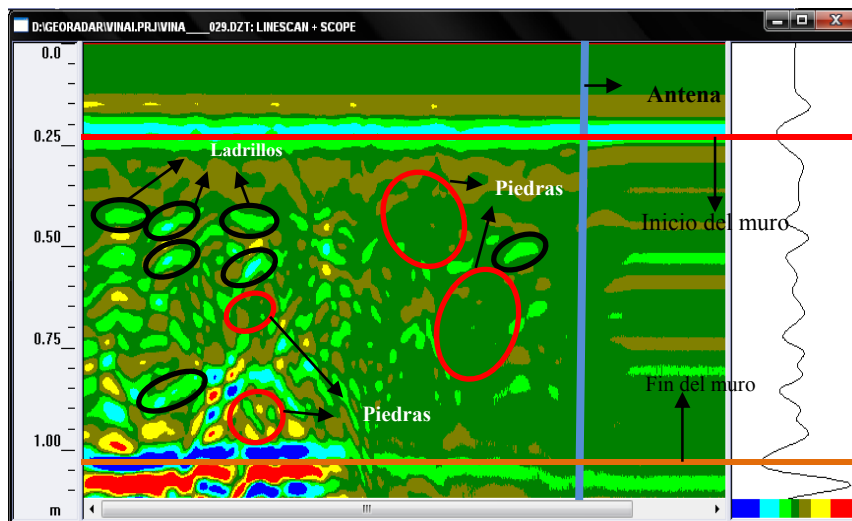 D:\GEORADAR\VINAI.PRJ\VINA____029.DZT: LINESCAN + SCOPE
0.0
Antena
0.25
Ladrillos
Piedras
Inicio del muro
0.50
0.75
Fin del muro
Piedras
1.00
m